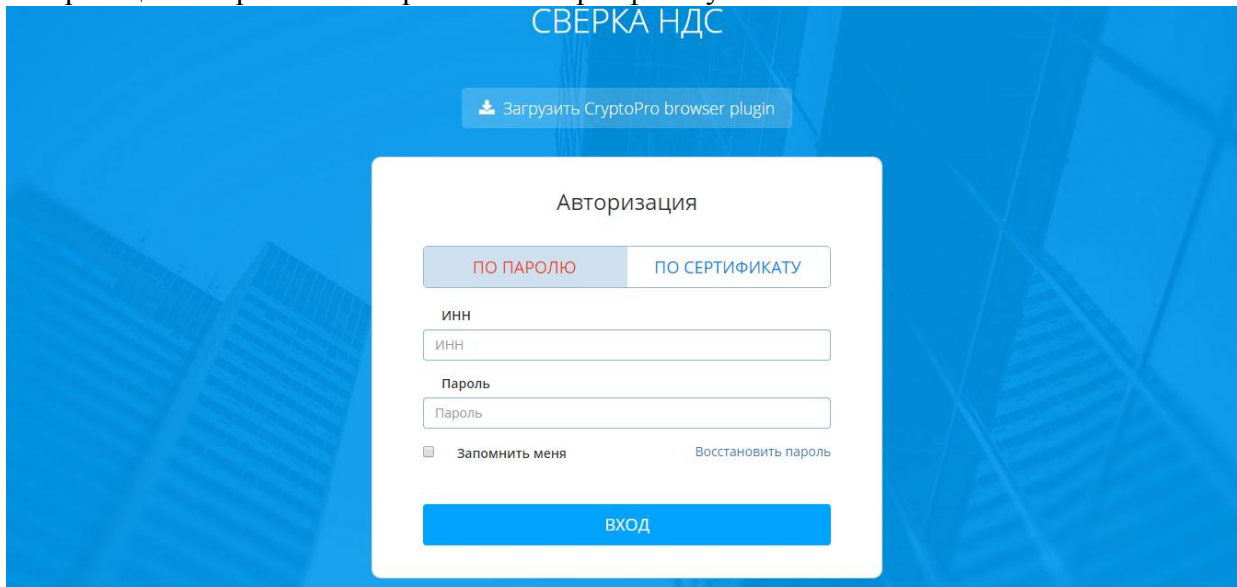 СВЕРКА НДС
Загрузить CryptoPro browser plugin
Авторизация
ПО ПАРОЛЮ ПО СЕРТИФИКАТУ
ИНН
ИНН
Пароль
Пароль
Запомнить меня Восстановить пароль
ВХОД